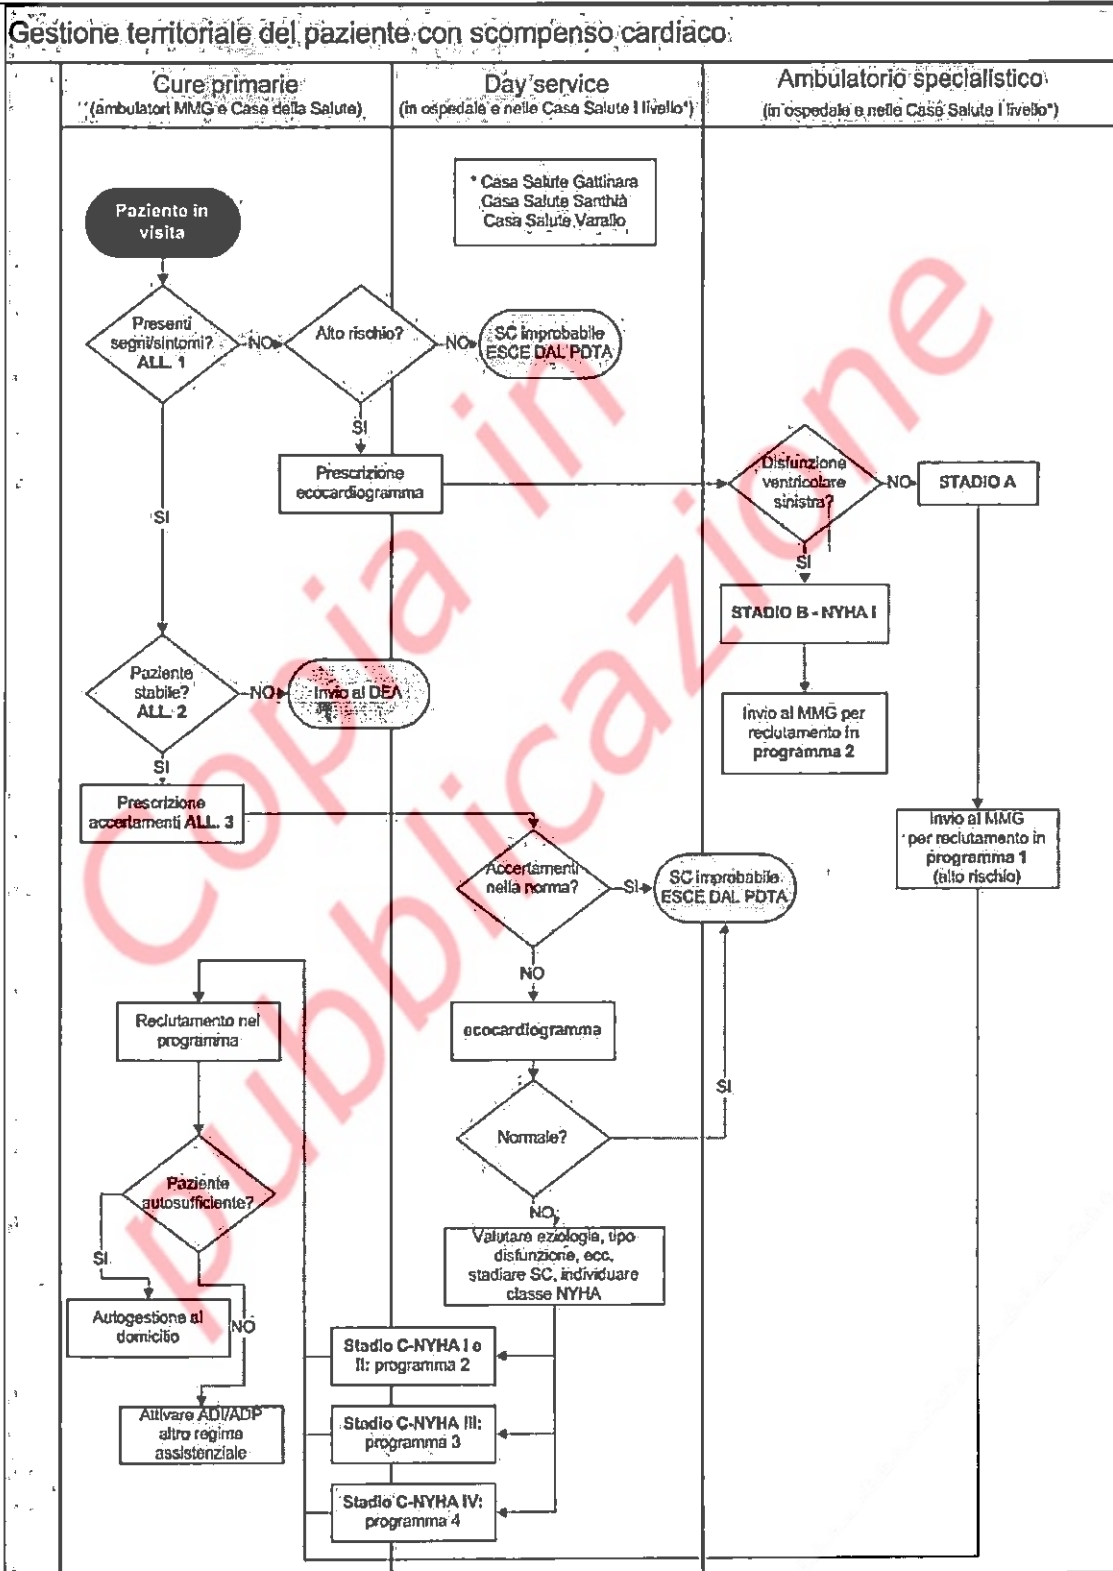 Gestione territoriale del paziente con scompenso cardiaco
Cure primarie
(ambulatori MMG e Case della Salute)
Day service
(in ospedale e nelle Casa Salute I livello*)
Ambulatorio specialistico
(in ospedale e nelle Casa Salute I livello*)
* Casa Salute Gattinara
Casa Salute Santhià
Casa Salute Varallo
Paziente in
visita
Presenti
segni/sintomi?
ALL. 1
NO
Alto rischio?
NO
SC improbabile
ESCE DAL PDTA
SI
Prescrizione
ecocardiogramma
Disfunzione
ventricolare
sinistra?
NO
STADIO A
SI
SI
STADIO B - NYHA I
Paziente
stabile?
ALL. 2
NO
Invio al DEA
Invio al MMG per
reclutamento in
programma 2
SI
Prescrizione
accertamenti ALL. 3
Invio al MMG
per reclutamento in
programma 1
(alto rischio)
Accertamenti
nella norma?
SI
SC improbabile
ESCE DAL PDTA
NO
Reclutamento nel
programma
ecocardiogramma
SI
Normale?
Paziente
autosufficiente?
NO
Valutare eziologia, tipo
disfunzione, ecc,
stadiare SC, individuare
classe NYHA
SI
Autogestione al
domicilio
NO
Stadio C-NYHA I o
II: programma 2
Attivare ADI/ADP
altro regime
assistenziale
Stadio C-NYHA III:
programma 3
Stadio C-NYHA IV:
programma 4
Copia in
pubblicazione